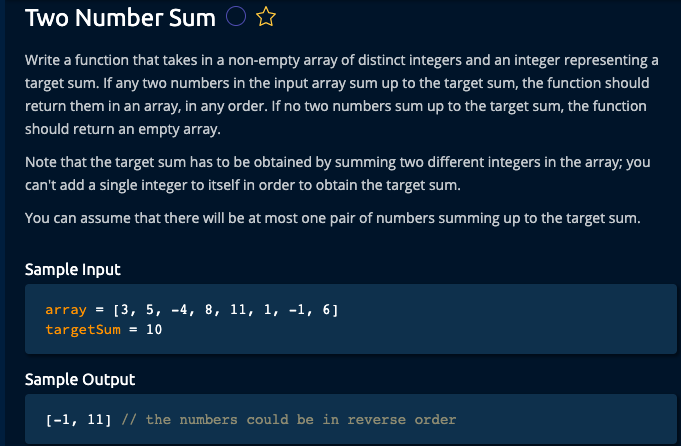 Two Number Sum
Write a function that takes in a non-empty array of distinct integers and an integer representing a
target sum. If any two numbers in the input array sum up to the target sum, the function should
return them in an array, in any order. If no two numbers sum up to the target sum, the function
should return an empty array.
Note that the target sum has to be obtained by summing two different integers in the array; you
can't add a single integer to itself in order to obtain the target sum.
You can assume that there will be at most one pair of numbers summing up to the target sum.
Sample Input
array = [3, 5, -4, 8, 11, 1, -1, 6]
targetSum = 10
Sample Output
[-1, 11] // the numbers could be in reverse order